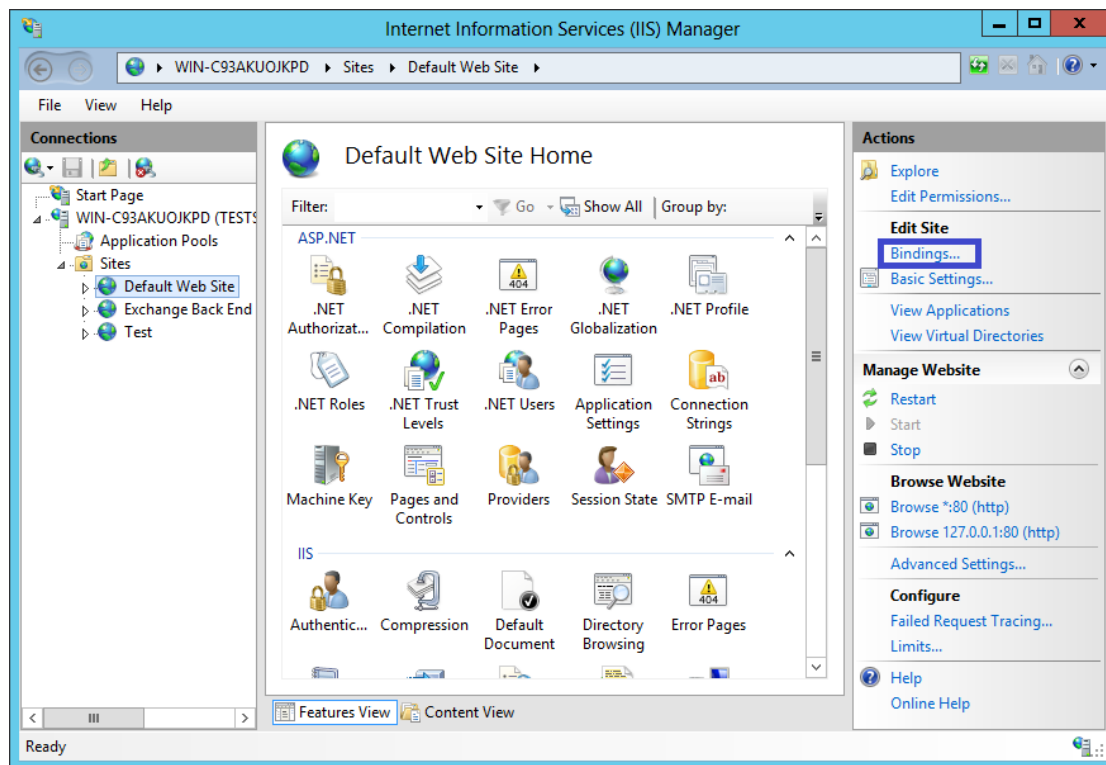 Internet Information Services (IIS) Manager
WIN-C93AKUOJKPD
Sites
Default Web Site
File View Help
Connections
Start Page
WIN-C93AKUOJKPD (TESTS
Application Pools
Sites
Default Web Site
Exchange Back End
Test
Default Web Site Home
Filter: Go Show All Group by:
ASP.NET
.NET Authorizat...
.NET Compilation
.NET Error Pages
.NET Globalization
.NET Profile
.NET Roles
.NET Trust Levels
.NET Users
Application Settings
Connection Strings
Machine Key
Pages and Controls
Providers
Session State
SMTP E-mail
IIS
Authentic...
Compression
Default Document
Directory Browsing
Error Pages
Features View
Content View
Actions
Explore
Edit Permissions...
Edit Site
Bindings...
Basic Settings...
View Applications
View Virtual Directories
Manage Website
Restart
Start
Stop
Browse Website
Browse *:80 (http)
Browse 127.0.0.1:80 (http)
Advanced Settings...
Configure
Failed Request Tracing...
Limits...
Help
Online Help
Ready
404
ab
404